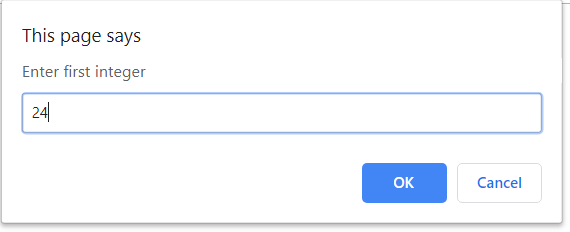 This page says
Enter first integer
24
OK
Cancel